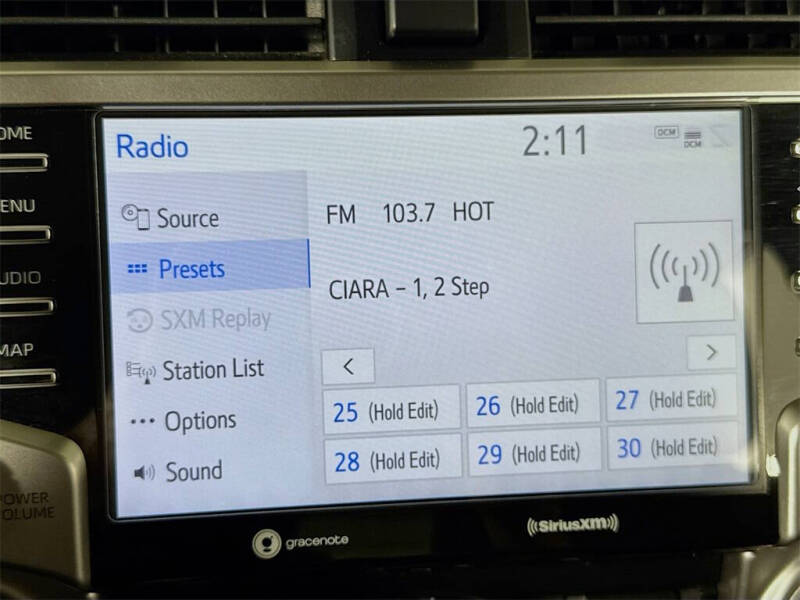 OME
ENU
UDIO
MAP
POWER
VOLUME
Radio
2:11
DCM
DCM
Source
Presets
SXM Replay
Station List
Options
Sound
FM 103.7 HOT
CIARA – 1, 2 Step
<
>
25 (Hold Edit) 26 (Hold Edit) 27 (Hold Edit)
28 (Hold Edit) 29 (Hold Edit) 30 (Hold Edit)
gracenote
((SiriusXM))